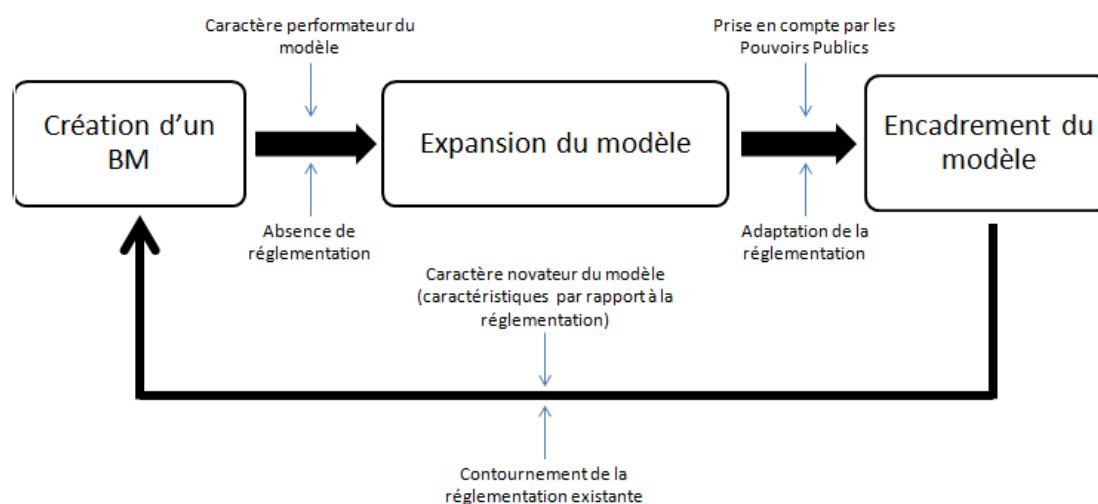 Caractère performateur du
modèle
Prise en compte par les
Pouvoirs Publics
Création d'un
BM
Expansion du modèle
Encadrement du
modèle
Absence de
réglementation
Adaptation de la
réglementation
Caractère novateur du modèle
(caractéristiques par rapport à la
réglementation)
Contournement de la
réglementation existante